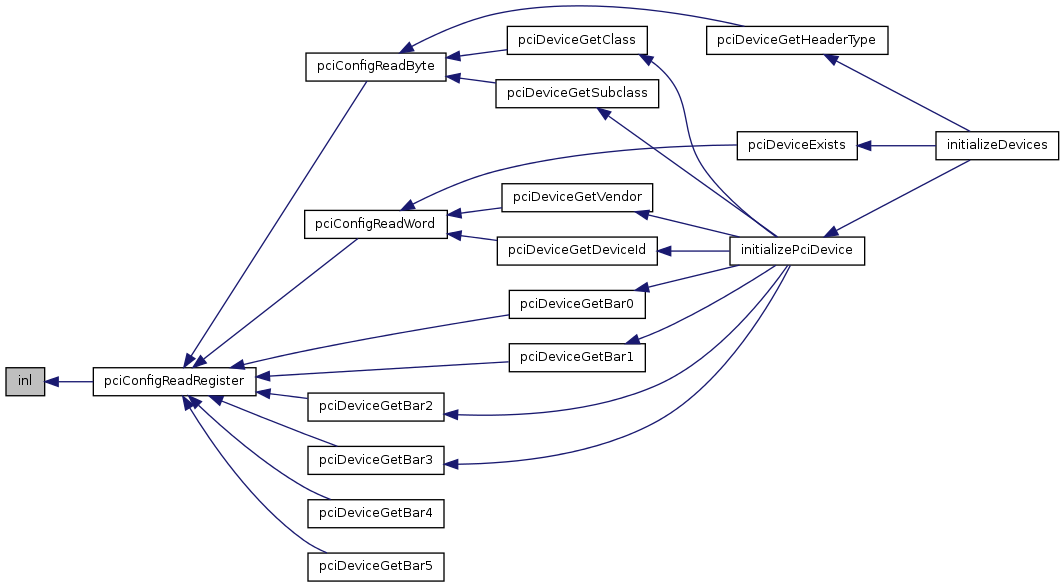 inl
pciConfigReadRegister
pciConfigReadByte
pciConfigReadWord
pciDeviceGetBar2
pciDeviceGetBar3
pciDeviceGetBar4
pciDeviceGetBar5
pciDeviceGetClass
pciDeviceGetSubclass
pciDeviceGetVendor
pciDeviceGetDeviceId
pciDeviceGetBar0
pciDeviceGetBar1
pciDeviceGetHeaderType
pciDeviceExists
initializePciDevice
initializeDevices